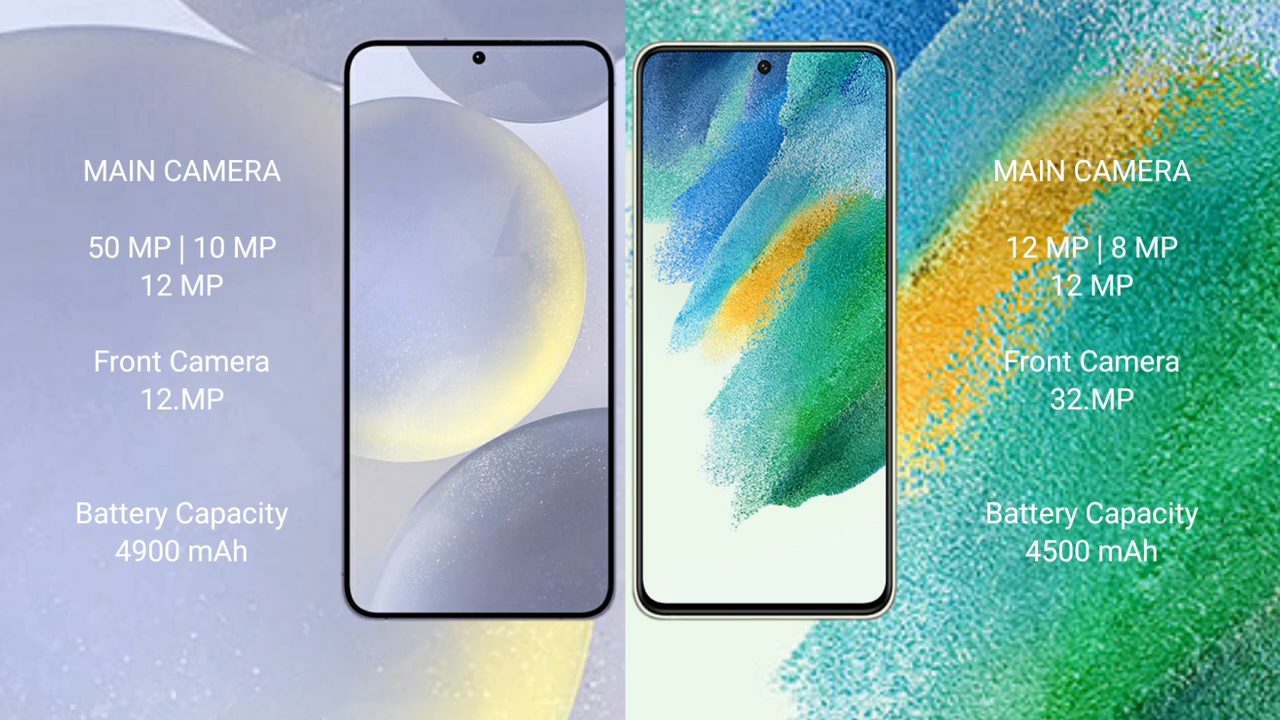 MAIN CAMERA
50 MP | 10 MP
12 MP
Front Camera
12.MP
Battery Capacity
4900 mAh
MAIN CAMERA
12 MP | 8 MP
12 MP
Front Camera
32.MP
Battery Capacity
4500 mAh